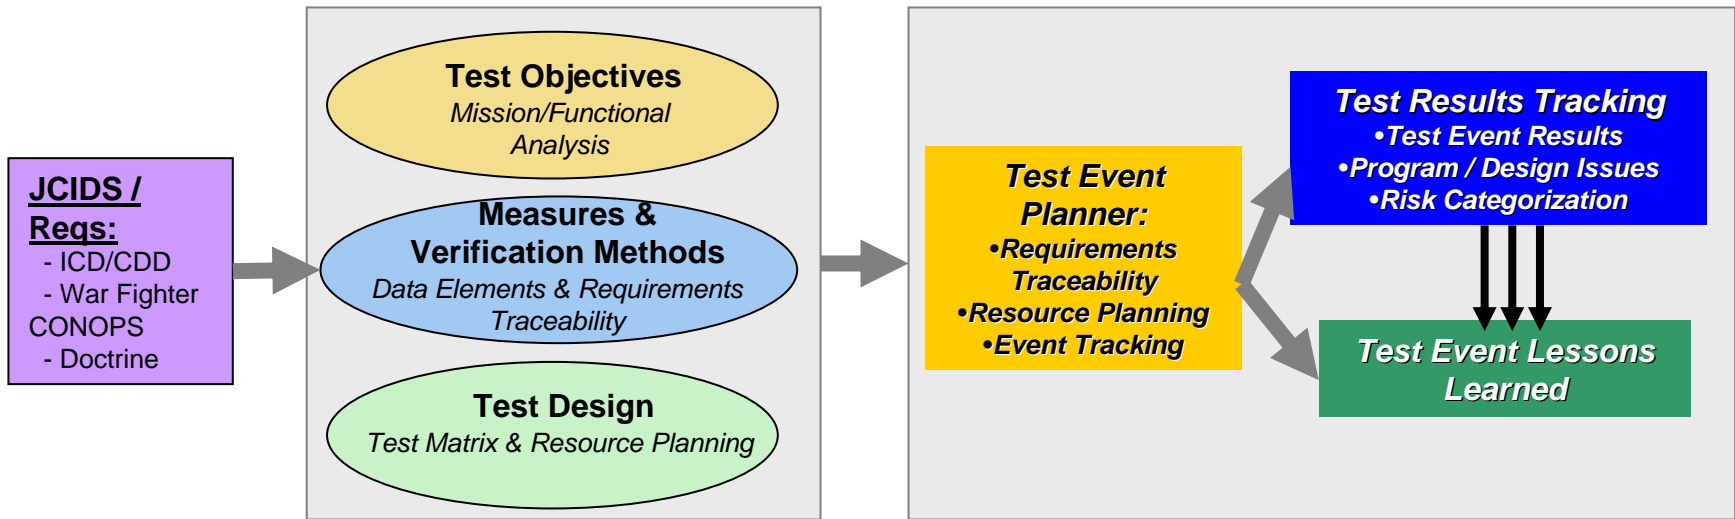 JCIDS /
Reqs:
- ICD/CDD
- War Fighter
CONOPS
- Doctrine
Test Objectives
Mission/Functional
Analysis
Measures &
Verification Methods
Data Elements & Requirements
Traceability
Test Design
Test Matrix & Resource Planning
Test Event
Planner:
•Requirements
Traceability
•Resource Planning
•Event Tracking
Test Results Tracking
•Test Event Results
•Program / Design Issues
•Risk Categorization
Test Event Lessons
Learned